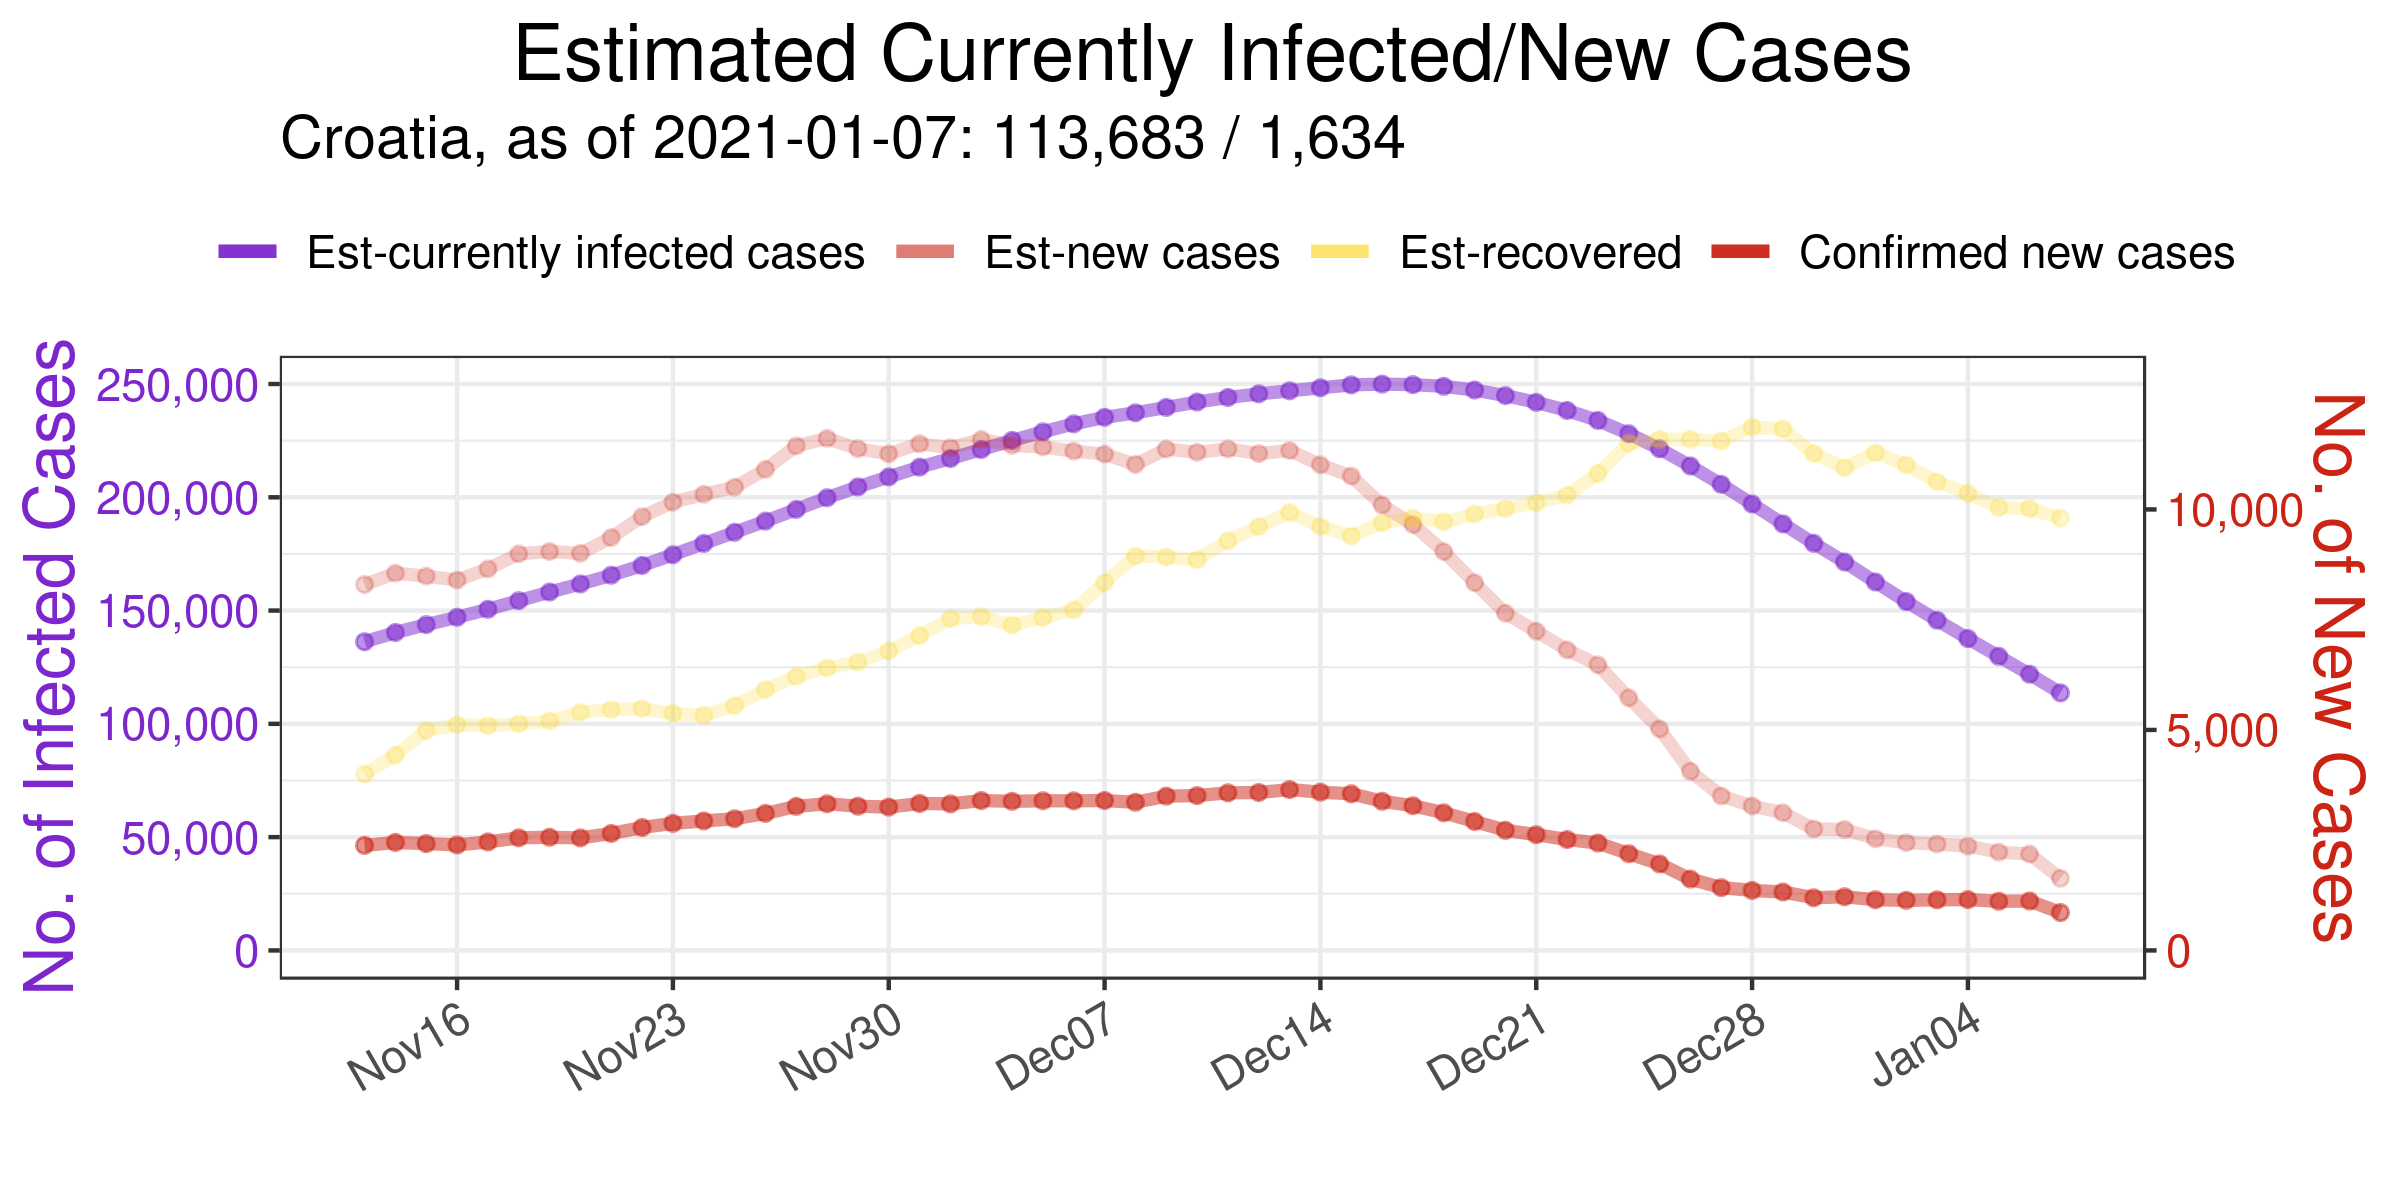 Estimated Currently Infected/New Cases
Croatia, as of 2021-01-07: 113,683 / 1,634
Est-currently infected cases Est-new cases Est-recovered Confirmed new cases
No. of Infected Cases
250,000
200,000
150,000
100,000
50,000
0
10,000
5,000
0
No. of New Cases
Nov16 Nov23 Nov30 Dec07 Dec14 Dec21 Dec28 Jan04